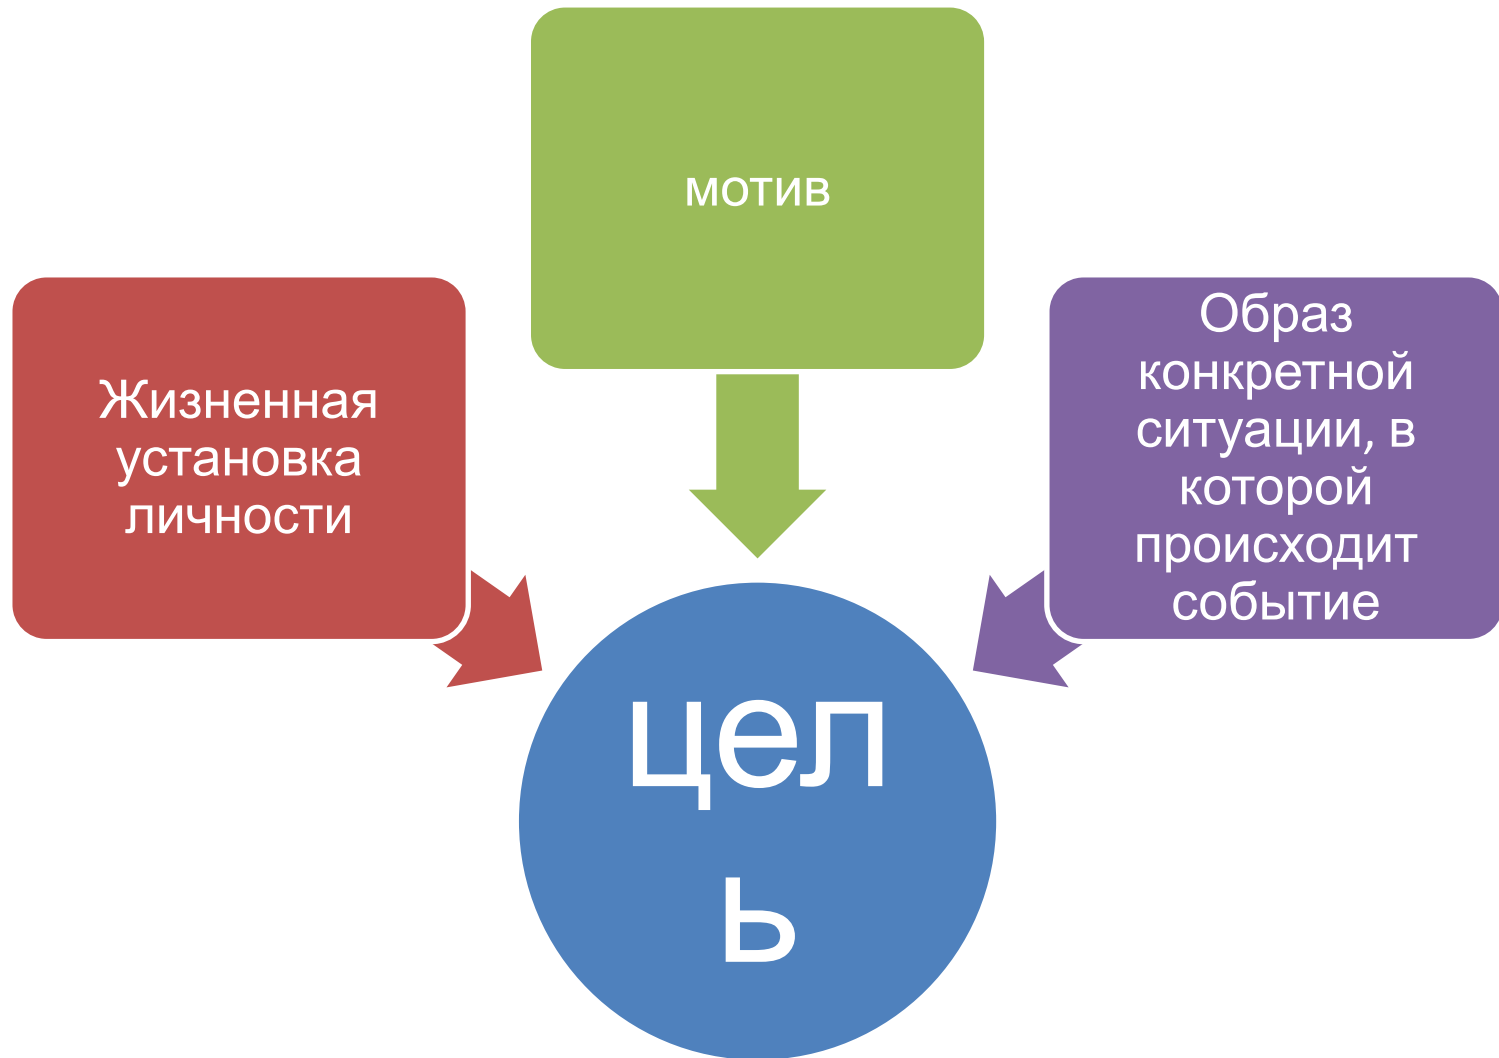 мотив
Жизненная
установка
личности
Образ
конкретной
ситуации, в
которой
происходит
событие
цел
ь